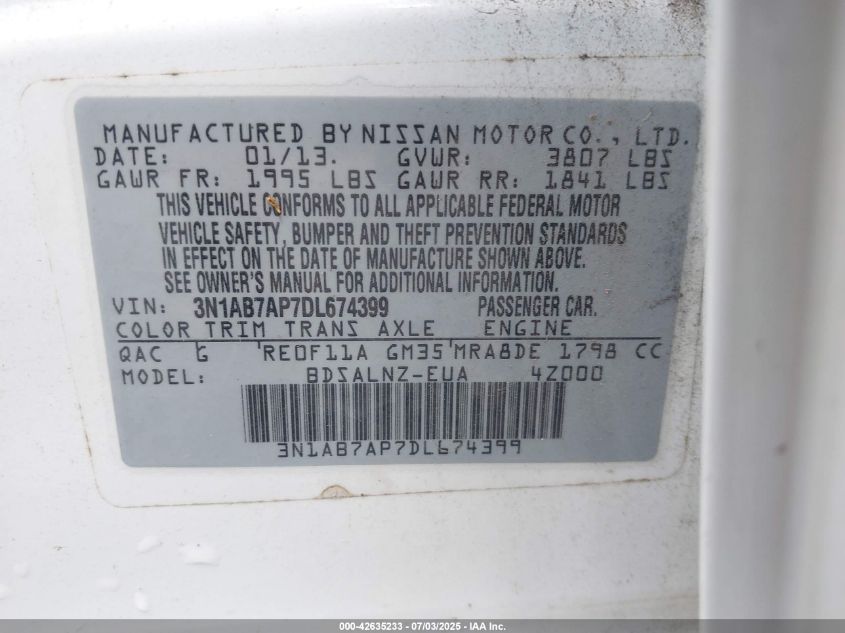 MANUFACTURED BY NISSAN MOTOR CO., LTD.
DATE: 01/13. GVWR: 3807 LBS
GAWR FR: 1995 LBS GAWR RR: 1841 LBS
THIS VEHICLE CONFORMS TO ALL APPLICABLE FEDERAL MOTOR
VEHICLE SAFETY, BUMPER AND THEFT PREVENTION STANDARDS
IN EFFECT ON THE DATE OF MANUFACTURE SHOWN ABOVE.
SEE OWNER'S MANUAL FOR ADDITIONAL INFORMATION.
VIN: 3N1AB7AP7DL674399 PASSENGER CAR.
COLOR TRIM TRANS AXLE ENGINE
QAC G RE0F11A GM35 MRA8DE 1798 CC
MODEL: BDSALNZ-EUA 4Z000
3N1AB7AP7DL674399
000-42635233 - 07/03/2025 - IAA Inc.